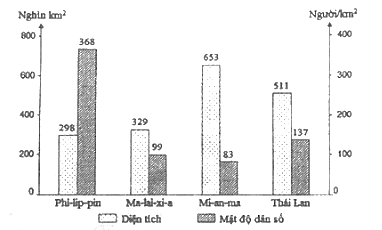 Nghìn km²
Người/km²
800
600
400
200
0
400
300
200
100
0
298
368
329
99
653
83
511
137
Phi-líp-pin
Ma-lai-xi-a
Mi-an-ma
Thái Lan
Diện tích
Mật độ dân số